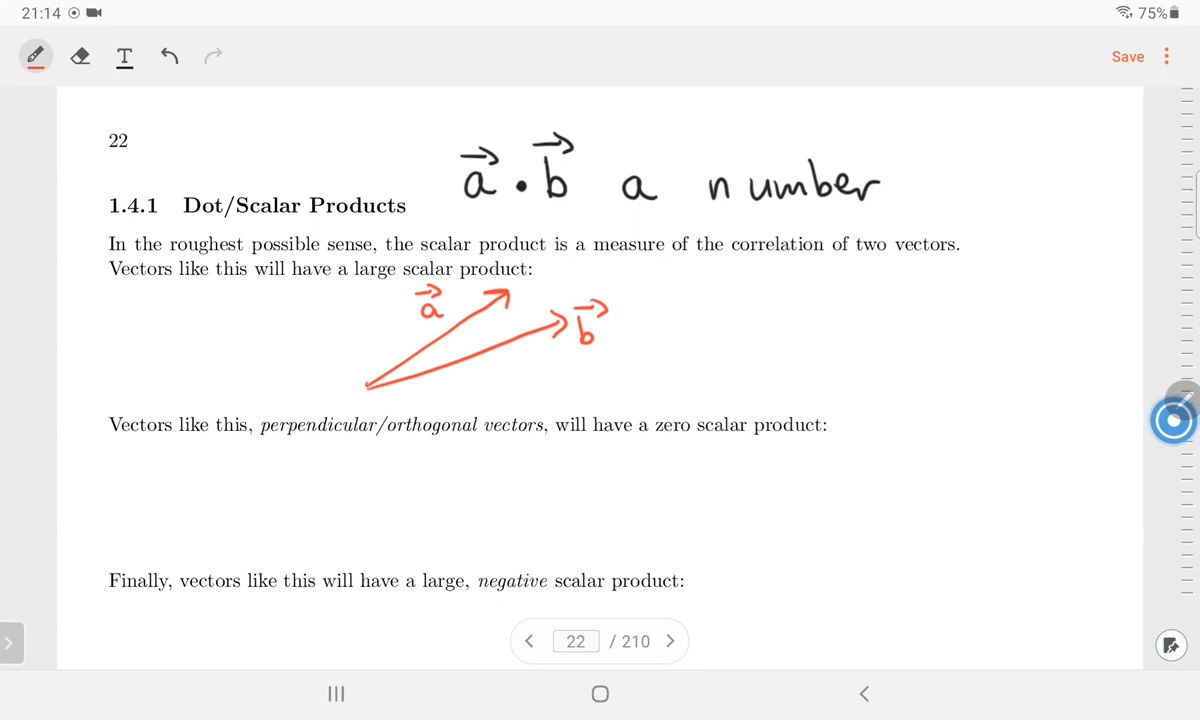 21:14 75%
T Save
22
a⃗ · b⃗ a number
1.4.1 Dot/Scalar Products
In the roughest possible sense, the scalar product is a measure of the correlation of two vectors.
Vectors like this will have a large scalar product:
a⃗
b⃗
Vectors like this, perpendicular/orthogonal vectors, will have a zero scalar product:
Finally, vectors like this will have a large, negative scalar product:
22 / 210